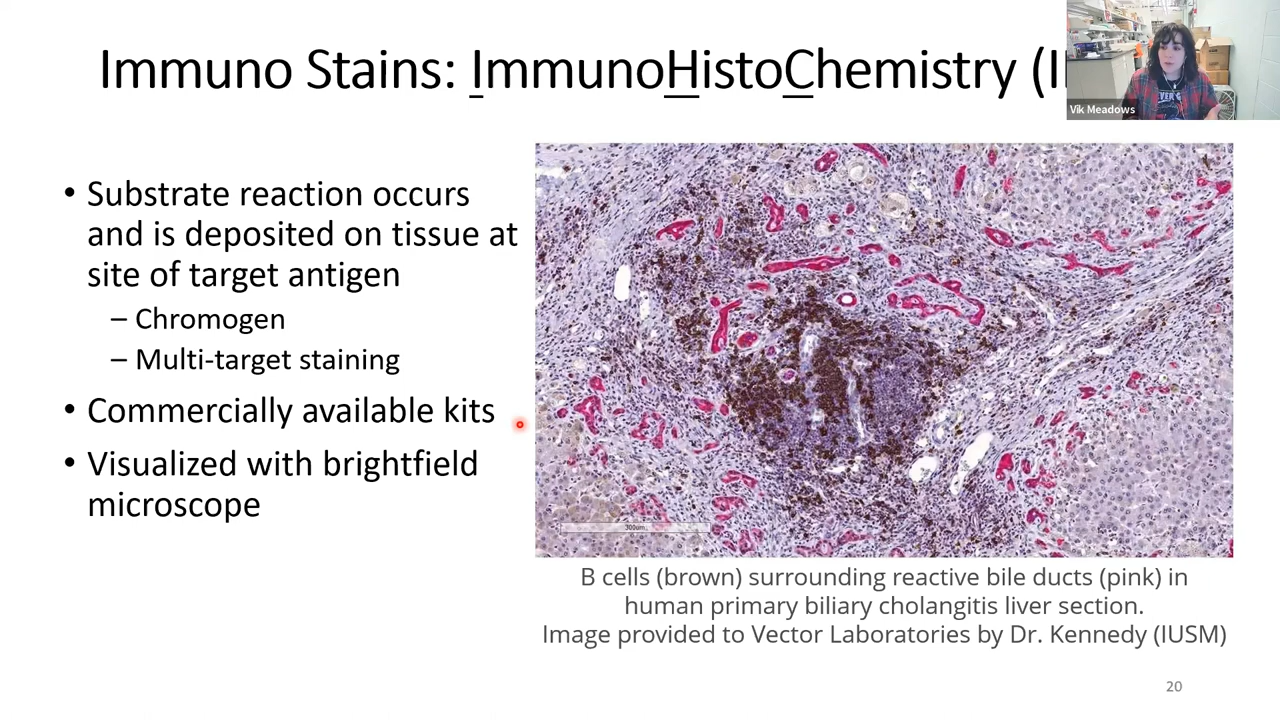 Immuno Stains: ImmunoHistoChemistry (I
Vik Meadows
• Substrate reaction occurs
and is deposited on tissue at
site of target antigen
– Chromogen
– Multi-target staining
• Commercially available kits
• Visualized with brightfield
microscope
300um
B cells (brown) surrounding reactive bile ducts (pink) in
human primary biliary cholangitis liver section.
Image provided to Vector Laboratories by Dr. Kennedy (IUSM)
20